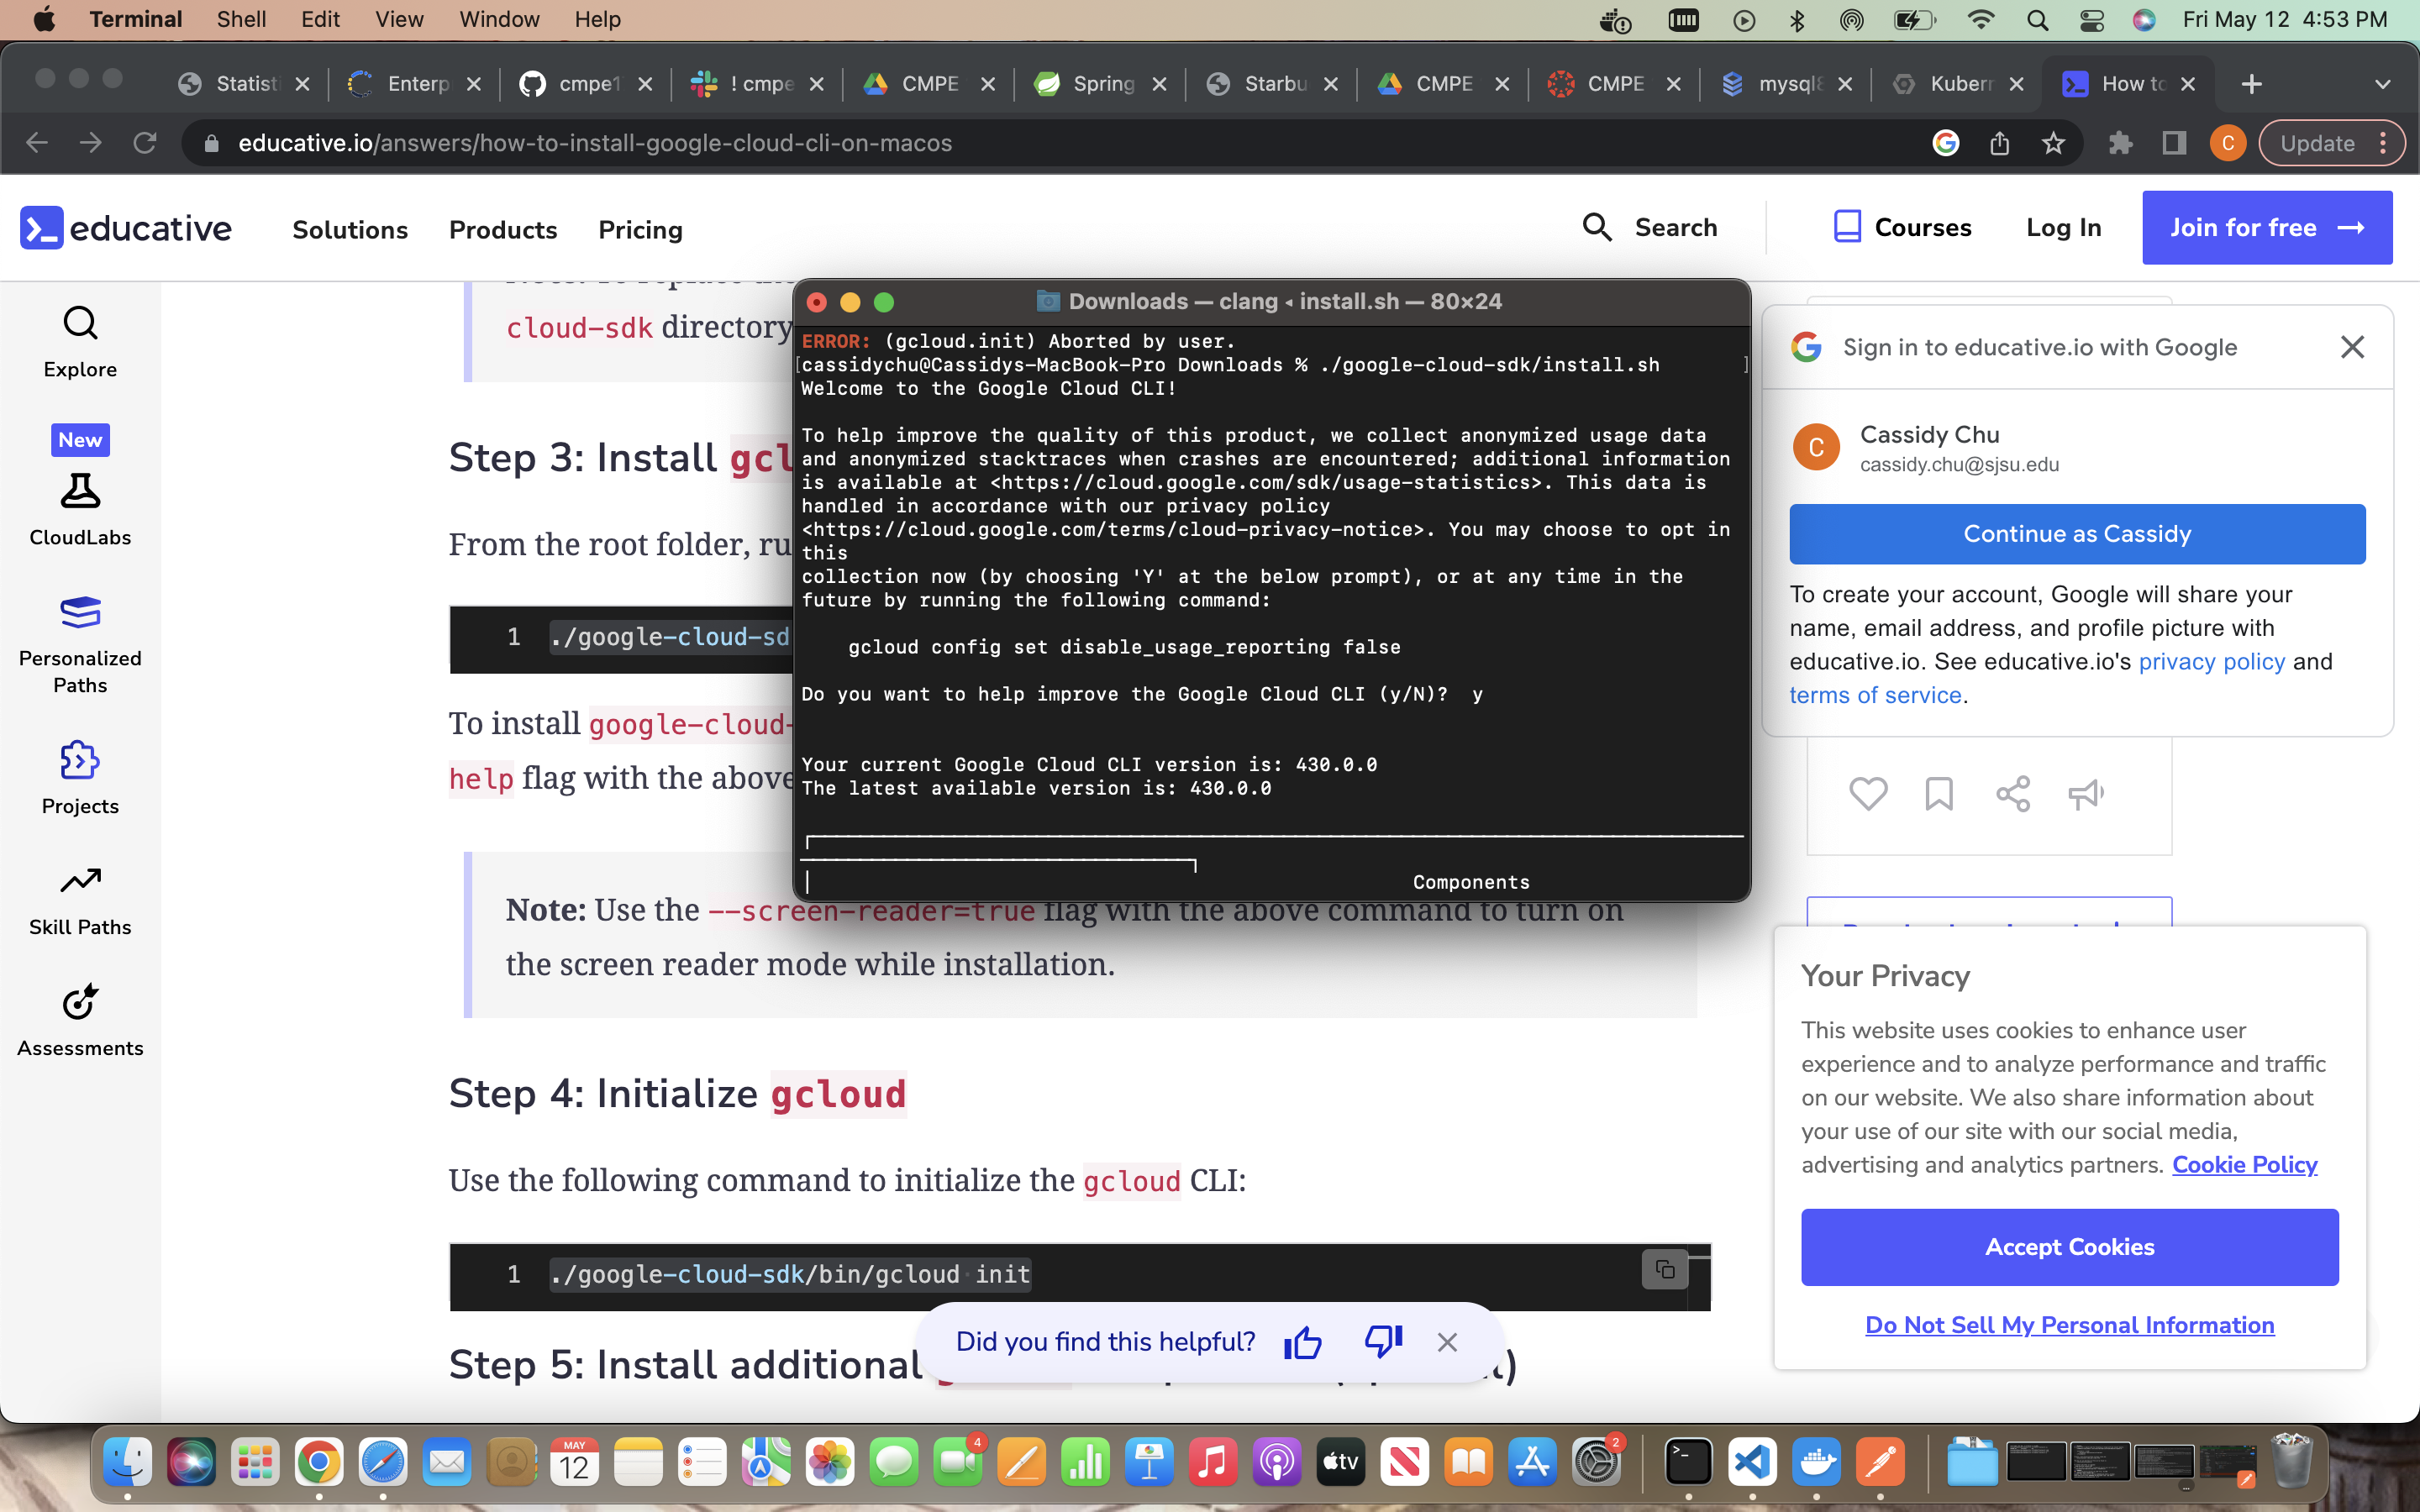 Terminal Shell Edit View Window Help
Fri May 12 4:53 PM
Statist
Enterp
cmpe1
! cmpe
CMPE
Spring
Starbu
CMPE
CMPE
mysql8
Kubern
How to
educative.io/answers/how-to-install-google-cloud-cli-on-macos
C
Update
educative
Solutions
Products
Pricing
Search
Courses
Log In
Join for free
Explore
New
CloudLabs
Personalized
Paths
Projects
Skill Paths
Assessments
cloud-sdk directory
Step 3: Install gcl
From the root folder, ru
1 ./google-cloud-sd
To install google-cloud-
help flag with the above
Note: Use the --screen-reader=true flag with the above command to turn on
the screen reader mode while installation.
Step 4: Initialize gcloud
Use the following command to initialize the gcloud CLI:
1 ./google-cloud-sdk/bin/gcloud init
Step 5: Install additional
Did you find this helpful?
Downloads — clang ◂ install.sh — 80×24
ERROR: (gcloud.init) Aborted by user.
[cassidychu@Cassidys-MacBook-Pro Downloads % ./google-cloud-sdk/install.sh ]
Welcome to the Google Cloud CLI!
To help improve the quality of this product, we collect anonymized usage data
and anonymized stacktraces when crashes are encountered; additional information
is available at <https://cloud.google.com/sdk/usage-statistics>. This data is
handled in accordance with our privacy policy
<https://cloud.google.com/terms/cloud-privacy-notice>. You may choose to opt in
this
collection now (by choosing 'Y' at the below prompt), or at any time in the
future by running the following command:
gcloud config set disable_usage_reporting false
Do you want to help improve the Google Cloud CLI (y/N)? y
Your current Google Cloud CLI version is: 430.0.0
The latest available version is: 430.0.0
Components
Sign in to educative.io with Google
C
Cassidy Chu
cassidy.chu@sjsu.edu
Continue as Cassidy
To create your account, Google will share your
name, email address, and profile picture with
educative.io. See educative.io's privacy policy and
terms of service.
Your Privacy
This website uses cookies to enhance user
experience and to analyze performance and traffic
on our website. We also share information about
your use of our site with our social media,
advertising and analytics partners. Cookie Policy
Accept Cookies
Do Not Sell My Personal Information
MAY
12
4
tv
2